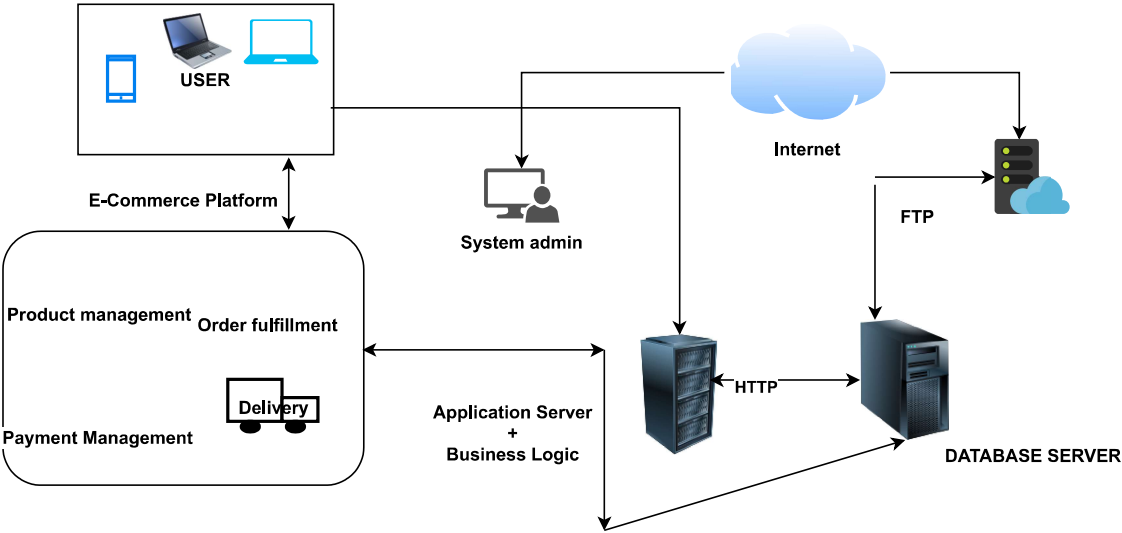 USER
Internet
E-Commerce Platform
FTP
System admin
Product management
Order fulfillment
HTTP
Delivery
Application Server
+
Business Logic
Payment Management
DATABASE SERVER